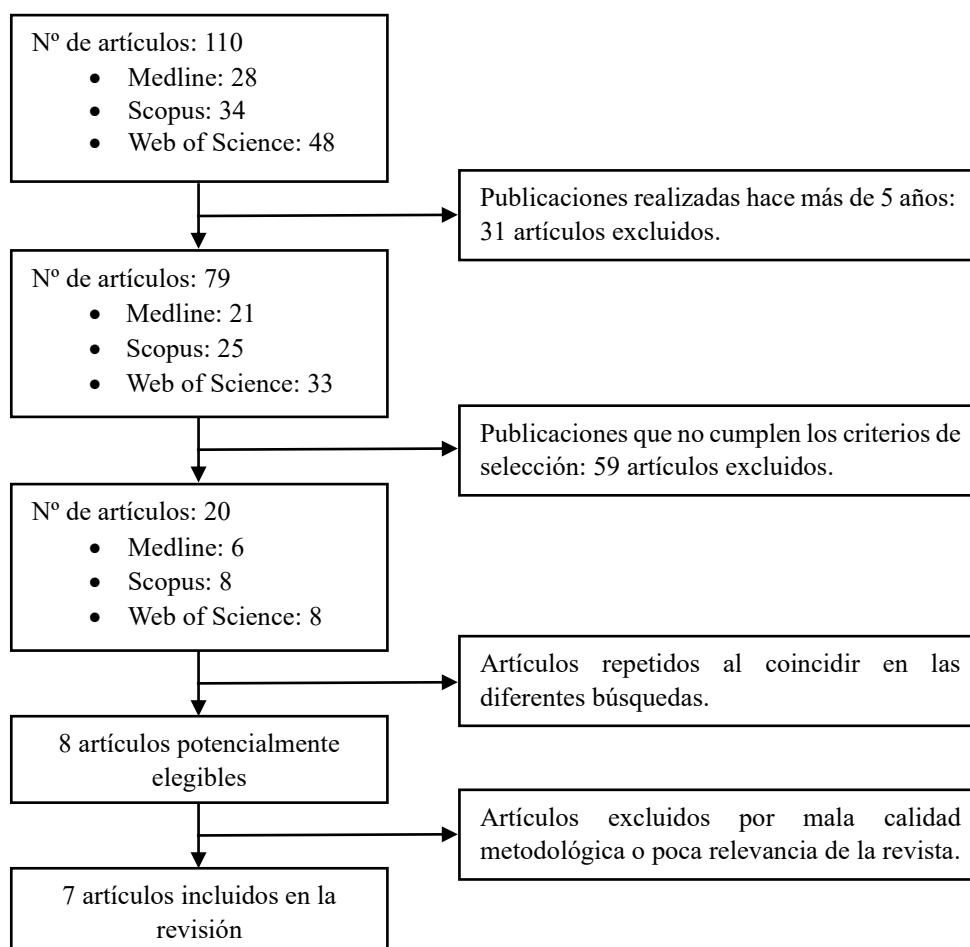 Nº de artículos: 110
• Medline: 28
• Scopus: 34
• Web of Science: 48
Publicaciones realizadas hace más de 5 años:
31 artículos excluidos.
Nº de artículos: 79
• Medline: 21
• Scopus: 25
• Web of Science: 33
Publicaciones que no cumplen los criterios de
selección: 59 artículos excluidos.
Nº de artículos: 20
• Medline: 6
• Scopus: 8
• Web of Science: 8
Artículos repetidos al coincidir en las
diferentes búsquedas.
8 artículos potencialmente
elegibles
Artículos excluidos por mala calidad
metodológica o poca relevancia de la revista.
7 artículos incluidos en la
revisión